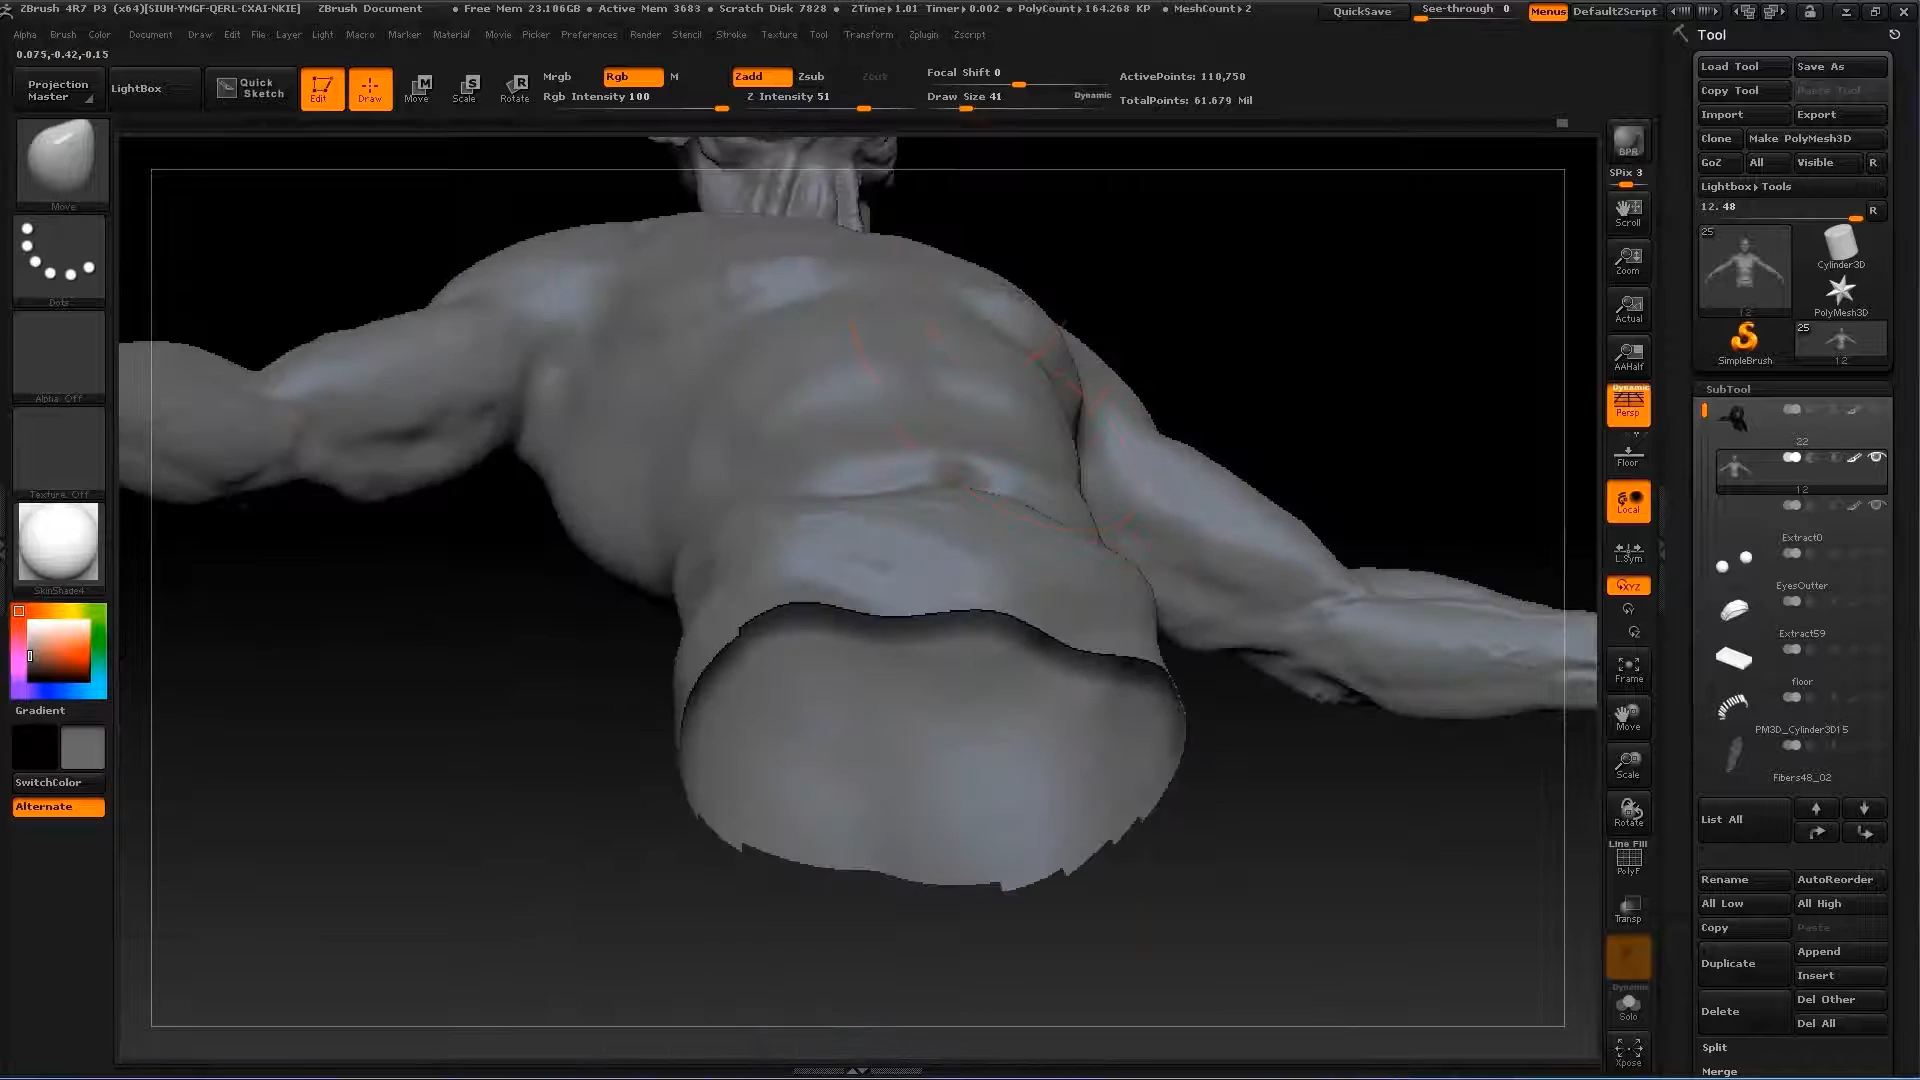 ZBrush 4R7 P3 (x64)[SIUH-YMGF-QERL-CXAI-NKIE] ZBrush Document • Free Mem 23.106GB • Active Mem 3683 • Scratch Disk 7828 • ZTime▸1.01 Timer▸0.002 • PolyCount▸164.268 KP • MeshCount▸2 QuickSave See-through 0 Menus DefaultZScript
Alpha Brush Color Document Draw Edit File Layer Light Macro Marker Material Movie Picker Preferences Render Stencil Stroke Texture Tool Transform Zplugin Zscript
0.075,-0.42,-0.15
Projection Master
LightBox
Quick Sketch
Edit
Draw
Move
Scale
Rotate
Mrgb Rgb M
Rgb Intensity 100
Zadd Zsub Zcut
Z Intensity 51
Focal Shift 0
Draw Size 41
Dynamic
ActivePoints: 110,750
TotalPoints: 61.679 Mil
Move
Dots
Alpha Off
Texture Off
SkinShade4
Gradient
SwitchColor
Alternate
BPR
SPix 3
Scroll
Zoom
Actual
AAHalf
Dynamic
Persp
Floor
Local
L.Sym
XYZ
Y
Z
Frame
Move
Scale
Rotate
Line Fill
PolyF
Transp
Dynamic
Solo
Xpose
Tool
Load Tool Save As
Copy Tool Paste Tool
Import Export
Clone Make PolyMesh3D
GoZ All Visible R
Lightbox▸Tools
12. 48 R
25
12
Cylinder3D
PolyMesh3D
SimpleBrush
25
12
SubTool
22
12
Extract0
EyesOutter
Extract59
floor
PM3D_Cylinder3D15
Fibers48_02
List All
Rename AutoReorder
All Low All High
Copy Paste
Duplicate
Append
Insert
Delete
Del Other
Del All
Split
Merge